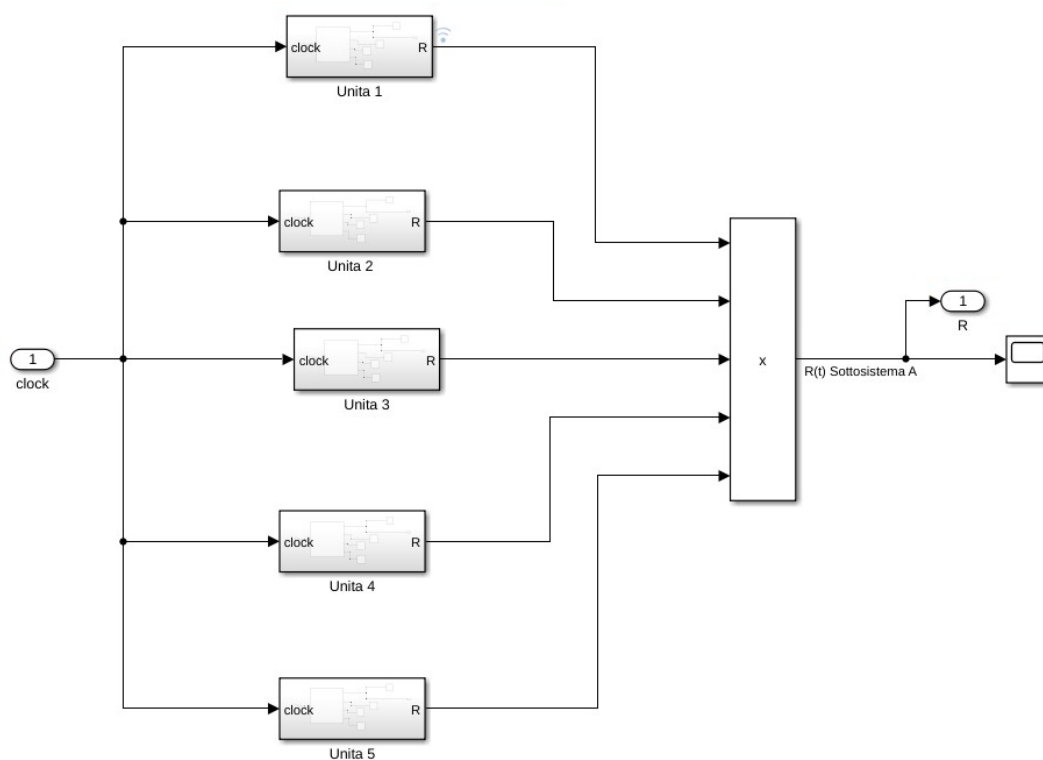 clock R
Unita 1
clock R
Unita 2
1
clock
clock R
Unita 3
x
R(t) Sottosistema A
1
R
clock R
Unita 4
clock R
Unita 5